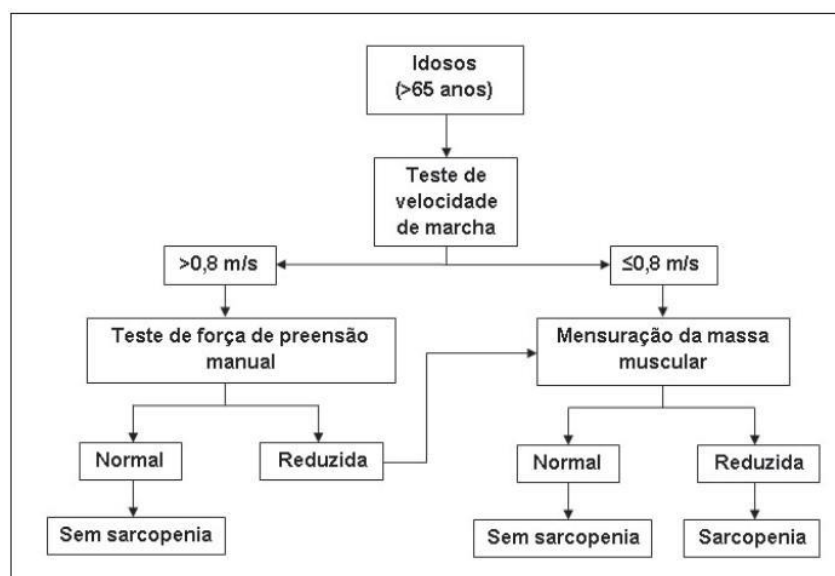 Idosos
(>65 anos)
Teste de
velocidade
de marcha
>0,8 m/s
≤0,8 m/s
Teste de força de preensão
manual
Mensuração da massa
muscular
Normal
Reduzida
Normal
Reduzida
Sem sarcopenia
Sem sarcopenia
Sarcopenia